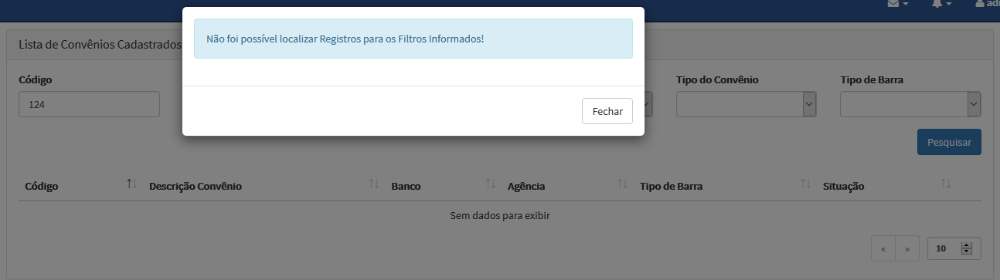 adm
Não foi possível localizar Registros para os Filtros Informados!
Fechar
Lista de Convênios Cadastrados
Código
Tipo do Convênio
Tipo de Barra
124
Pesquisar
Código Descrição Convênio Banco Agência Tipo de Barra Situação
Sem dados para exibir
« » 10